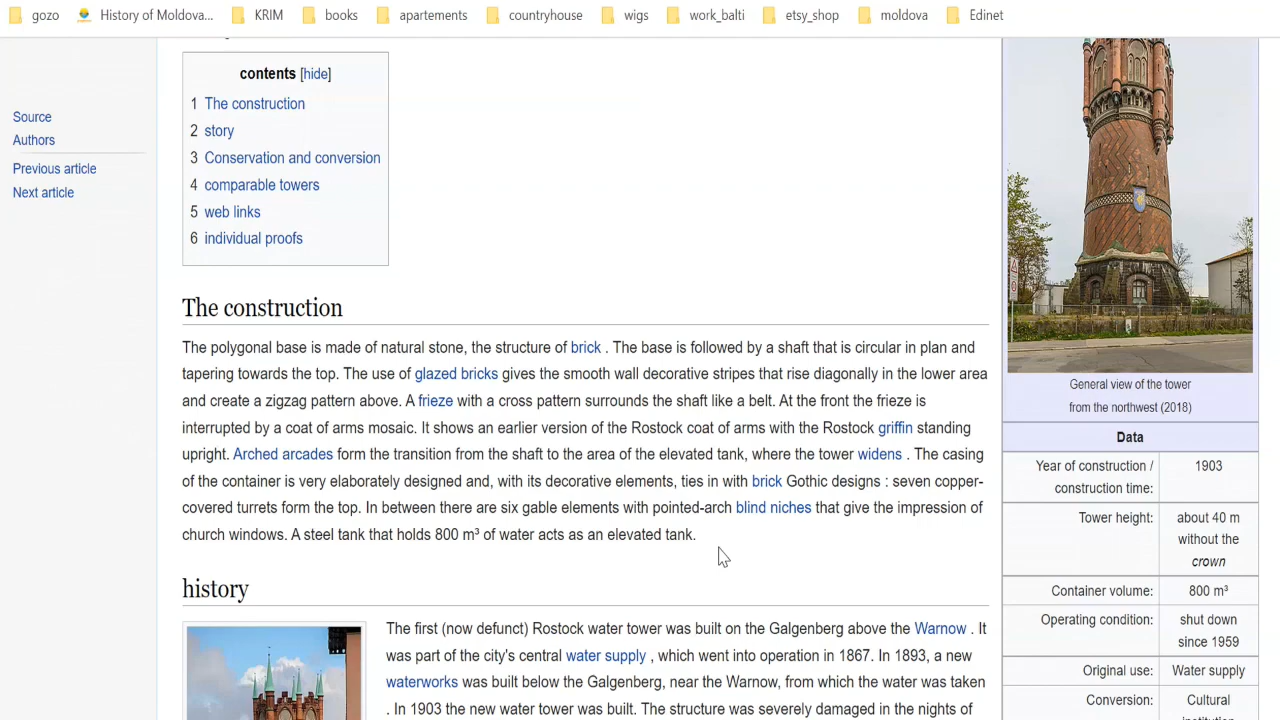 gozo
History of Moldova...
KRIM
books
apartements
countryhouse
wigs
work_balti
etsy_shop
moldova
Edinet
Source
Authors
Previous article
Next article
contents [hide]
1 The construction
2 story
3 Conservation and conversion
4 comparable towers
5 web links
6 individual proofs
The construction
The polygonal base is made of natural stone, the structure of brick . The base is followed by a shaft that is circular in plan and
tapering towards the top. The use of glazed bricks gives the smooth wall decorative stripes that rise diagonally in the lower area
and create a zigzag pattern above. A frieze with a cross pattern surrounds the shaft like a belt. At the front the frieze is
interrupted by a coat of arms mosaic. It shows an earlier version of the Rostock coat of arms with the Rostock griffin standing
upright. Arched arcades form the transition from the shaft to the area of the elevated tank, where the tower widens . The casing
of the container is very elaborately designed and, with its decorative elements, ties in with brick Gothic designs : seven copper-
covered turrets form the top. In between there are six gable elements with pointed-arch blind niches that give the impression of
church windows. A steel tank that holds 800 m³ of water acts as an elevated tank.
history
The first (now defunct) Rostock water tower was built on the Galgenberg above the Warnow . It
was part of the city's central water supply , which went into operation in 1867. In 1893, a new
waterworks was built below the Galgenberg, near the Warnow, from which the water was taken
. In 1903 the new water tower was built. The structure was severely damaged in the nights of
General view of the tower
from the northwest (2018)
Data
Year of construction / 1903
construction time:
Tower height: about 40 m
without the
crown
Container volume: 800 m³
Operating condition: shut down
since 1959
Original use: Water supply
Conversion: Cultural